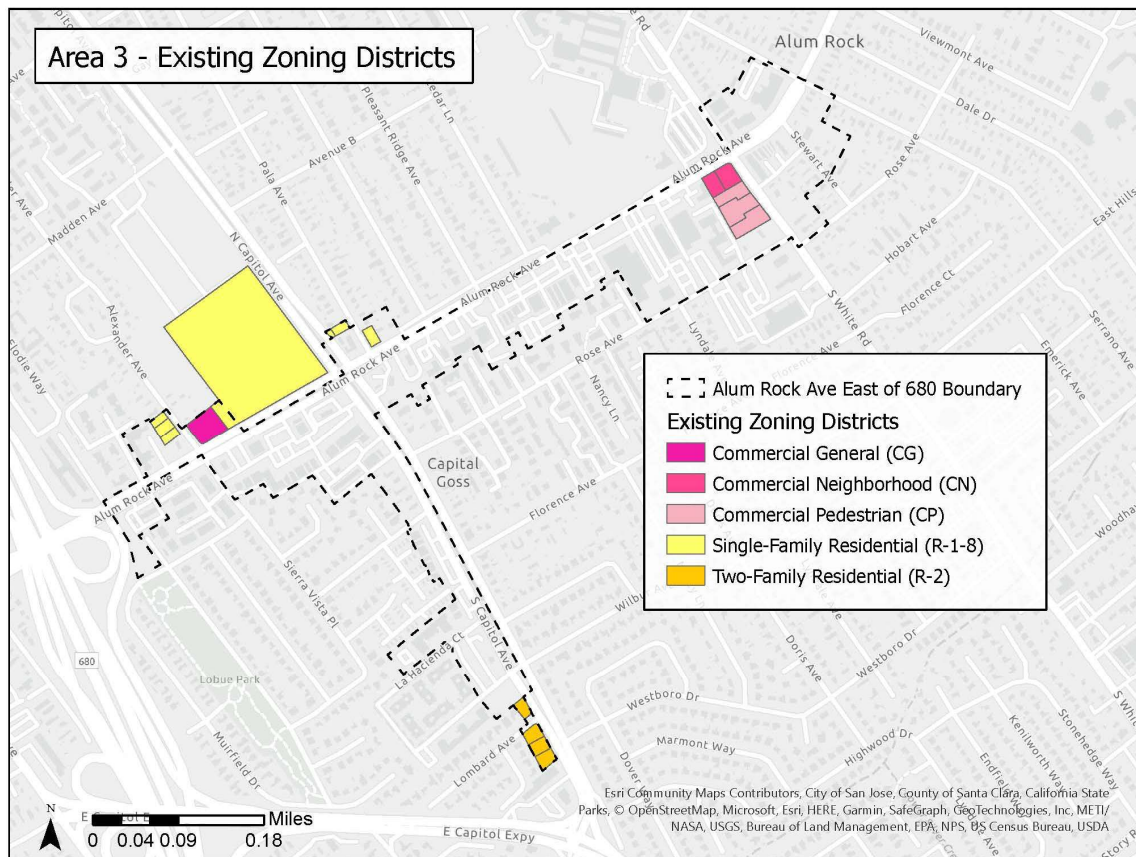 Area 3 - Existing Zoning Districts
Alum Rock
Viewmont Ave
Dale Dr
Pleasant Ridge Ave
Avenue B
Pala Ave
Madden Ave
N Capitol Ave
Alum Rock Ave
Stewart Ave
Rose Ave
East Hills
Hobart Ave
Alum Rock Ave
Florence Ct
S White Rd
Serrano Ave
Alexander Ave
Elodie Way
Alum Rock Ave
Rose Ave
Florence Ave
Emerick Ave
Nancy Ln
Alum Rock Ave East of 680 Boundary
Existing Zoning Districts
Commercial General (CG)
Commercial Neighborhood (CN)
Commercial Pedestrian (CP)
Single-Family Residential (R-1-8)
Two-Family Residential (R-2)
Capital
Goss
Alum Rock Ave
Florence Ave
Sierra Vista Pl
S Capitol Ave
La Hacienda Ct
680
Lobue Park
Doris Ave
Westboro Dr
Westboro Dr
Marmont Way
Highwood Dr
Kenilworth Way
Stonehedge Way
Lombard Ave
Muirfield Dr
E Capitol Expy
N
Miles
0 0.04 0.09 0.18
Esri Community Maps Contributors, City of San Jose, County of Santa Clara, California State
Parks, © OpenStreetMap, Microsoft, Esri, HERE, Garmin, SafeGraph, GeoTechnologies, Inc, METI/
NASA, USGS, Bureau of Land Management, EPA, NPS, US Census Bureau, USDA